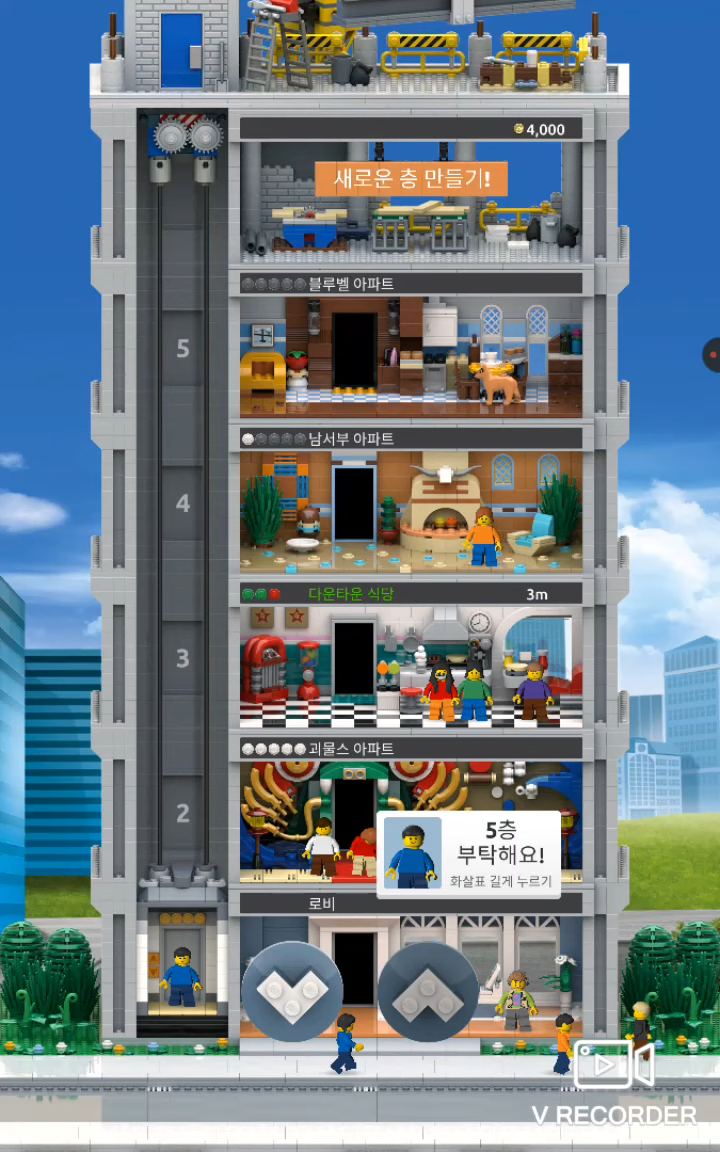 4,000
새로운 층 만들기!
블루벨 아파트
5
남서부 아파트
4
다운타운 식당
3m
3
괴물스 아파트
2
5층
부탁해요!
화살표 길게 누르기
로비
V RECORDER